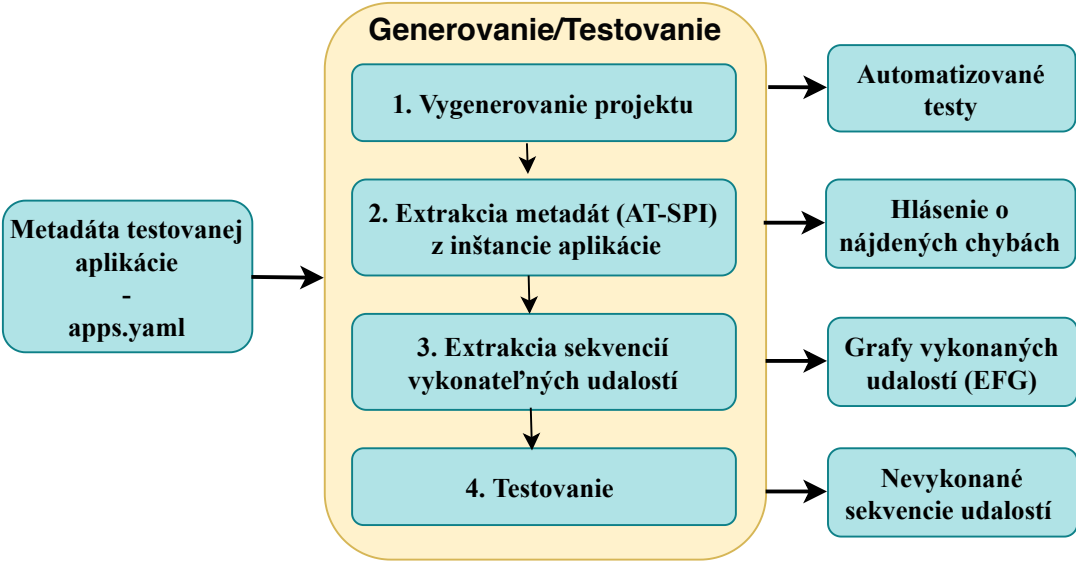 Metadáta testovanej
aplikácie
-
apps.yaml
Generovanie/Testovanie
1. Vygenerovanie projektu
2. Extrakcia metadát (AT-SPI)
z inštancie aplikácie
3. Extrakcia sekvencií
vykonateľných udalostí
4. Testovanie
Automatizované
testy
Hlásenie o
nájdených chybách
Grafy vykonaných
udalostí (EFG)
Nevykonané
sekvencie udalostí